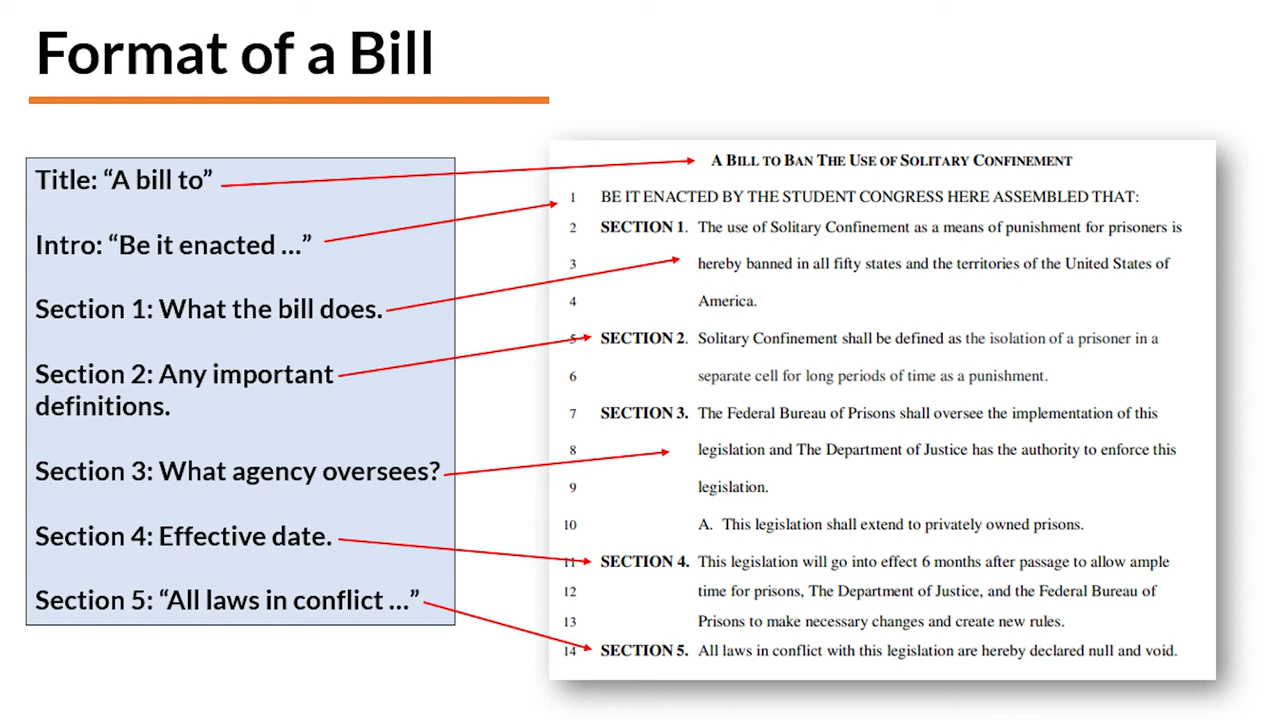 Format of a Bill
Title: “A bill to”
Intro: “Be it enacted …”
Section 1: What the bill does.
Section 2: Any important
definitions.
Section 3: What agency oversees?
Section 4: Effective date.
Section 5: “All laws in conflict …”
A BILL TO BAN THE USE OF SOLITARY CONFINEMENT
1 BE IT ENACTED BY THE STUDENT CONGRESS HERE ASSEMBLED THAT:
2 SECTION 1. The use of Solitary Confinement as a means of punishment for prisoners is
3 hereby banned in all fifty states and the territories of the United States of
4 America.
5 SECTION 2. Solitary Confinement shall be defined as the isolation of a prisoner in a
6 separate cell for long periods of time as a punishment.
7 SECTION 3. The Federal Bureau of Prisons shall oversee the implementation of this
8 legislation and The Department of Justice has the authority to enforce this
9 legislation.
10 A. This legislation shall extend to privately owned prisons.
11 SECTION 4. This legislation will go into effect 6 months after passage to allow ample
12 time for prisons, The Department of Justice, and the Federal Bureau of
13 Prisons to make necessary changes and create new rules.
14 SECTION 5. All laws in conflict with this legislation are hereby declared null and void.